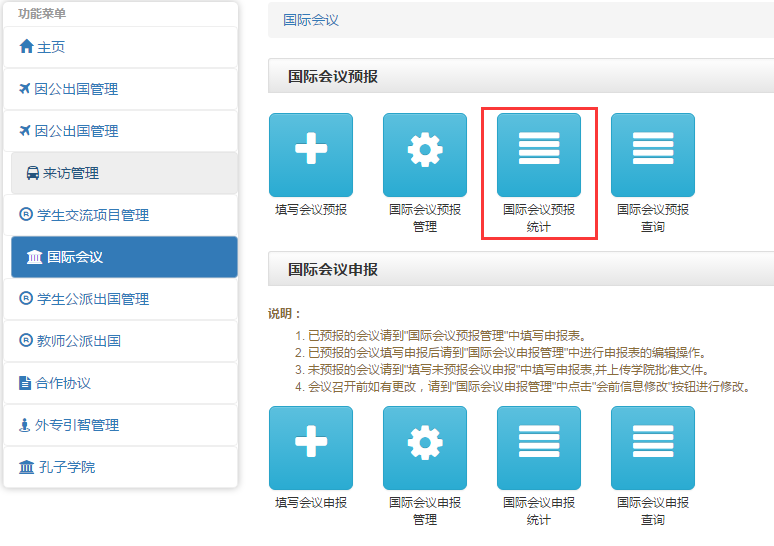 功能菜单
主页
因公出国管理
因公出国管理
来访管理
学生交流项目管理
国际会议
学生公派出国管理
教师公派出国
合作协议
外专引智管理
孔子学院
国际会议
国际会议预报
填写会议预报
国际会议预报
管理
国际会议预报
统计
国际会议预报
查询
国际会议申报
说明：
1. 已预报的会议请到"国际会议预报管理"中填写申报表。
2. 已预报的会议填写申报后请到"国际会议申报管理"中进行申报表的编辑操作。
3. 未预报的会议请到"填写未预报会议申报"中填写申报表,并上传学院批准文件。
4. 会议召开前如有更改，请到"国际会议申报管理"中点击"会前信息修改"按钮进行修改。
填写会议申报
国际会议申报
管理
国际会议申报
统计
国际会议申报
查询